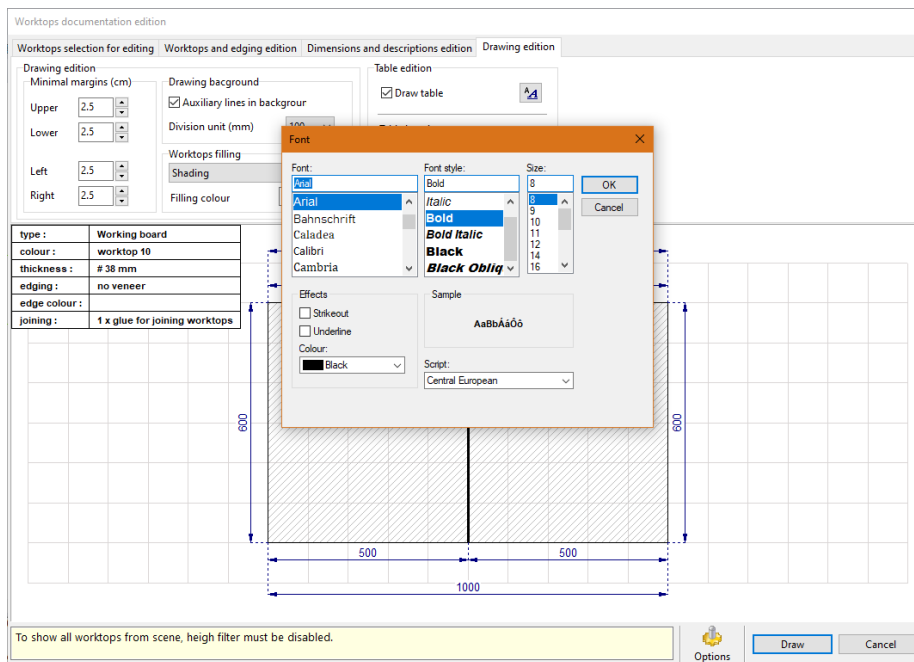 Worktops documentation edition
Worktops selection for editing Worktops and edging edition Dimensions and descriptions edition Drawing edition
Drawing edition
Minimal margins (cm)
Upper 2.5
Lower 2.5
Left 2.5
Right 2.5
Drawing bacground
Auxiliary lines in backgrour
Division unit (mm) 100
Worktops filling
Shading
Filling colour
Table edition
Draw table
AA
Font
Font:
Arial
Arial
Bahnschrift
Caladea
Calibri
Cambria
Font style:
Bold
Italic
Bold
Bold Italic
Black
Black Obliq
Size:
8
8
9
10
11
12
14
16
OK
Cancel
Effects
Strikeout
Underline
Colour:
Black
Sample
AaBbÁáÔô
Script:
Central European
type : Working board
colour : worktop 10
thickness : # 38 mm
edging : no veneer
edge colour :
joining : 1 x glue for joining worktops
600
600
500 500
1000
To show all worktops from scene, heigh filter must be disabled.
Options
Draw
Cancel